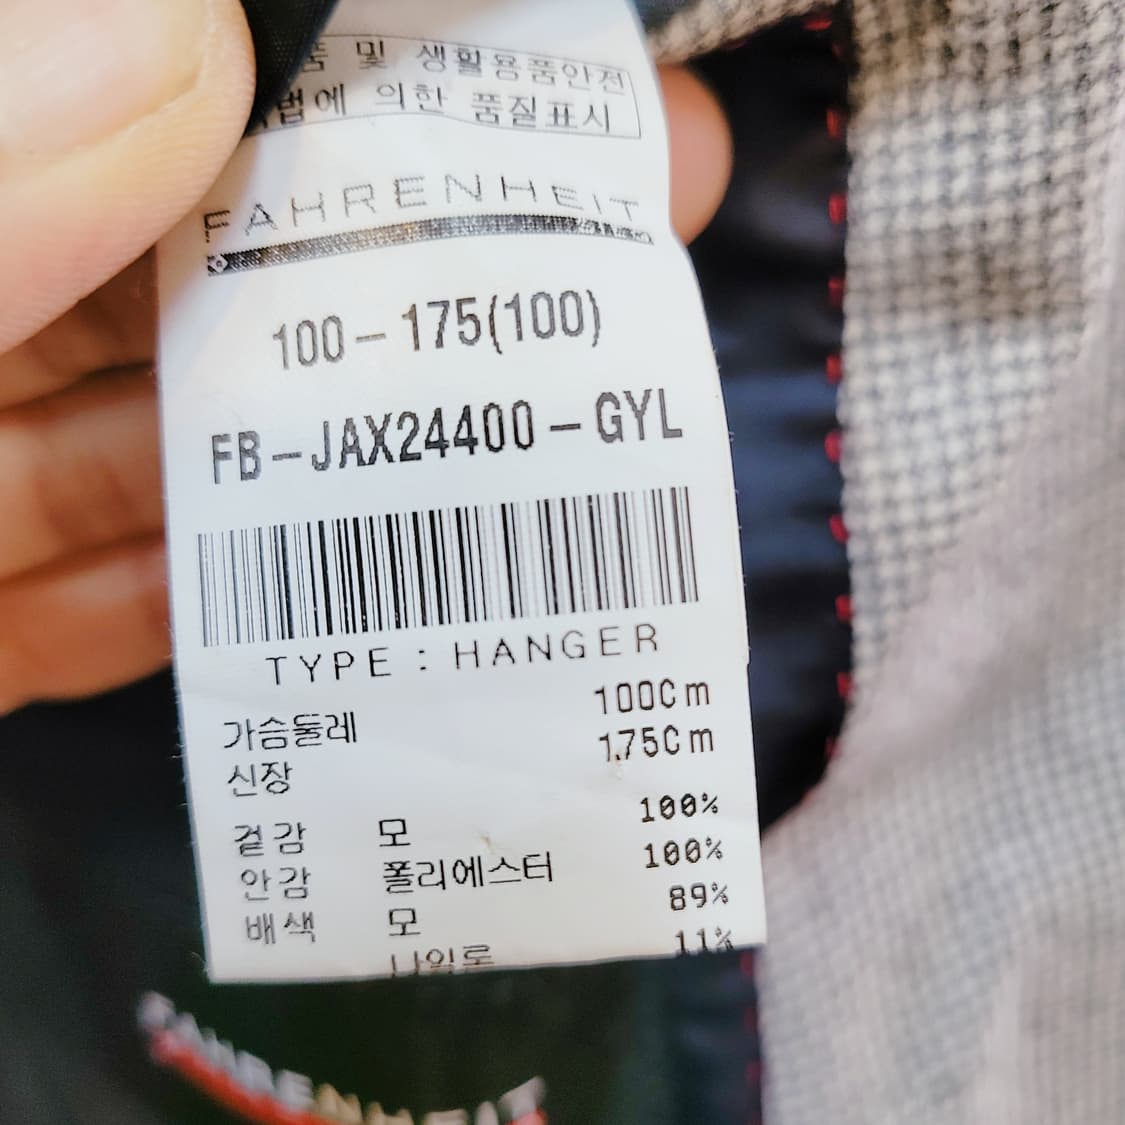 품 및 생활용품안전
법에 의한 품질표시
FAHRENHEIT
100-175(100)
FB-JAX24400-GYL
TYPE : HANGER
가슴둘레 100Cm
신장 175Cm
겉감 모 100%
안감 폴리에스터 100%
배색 모 89%
나일론 11%